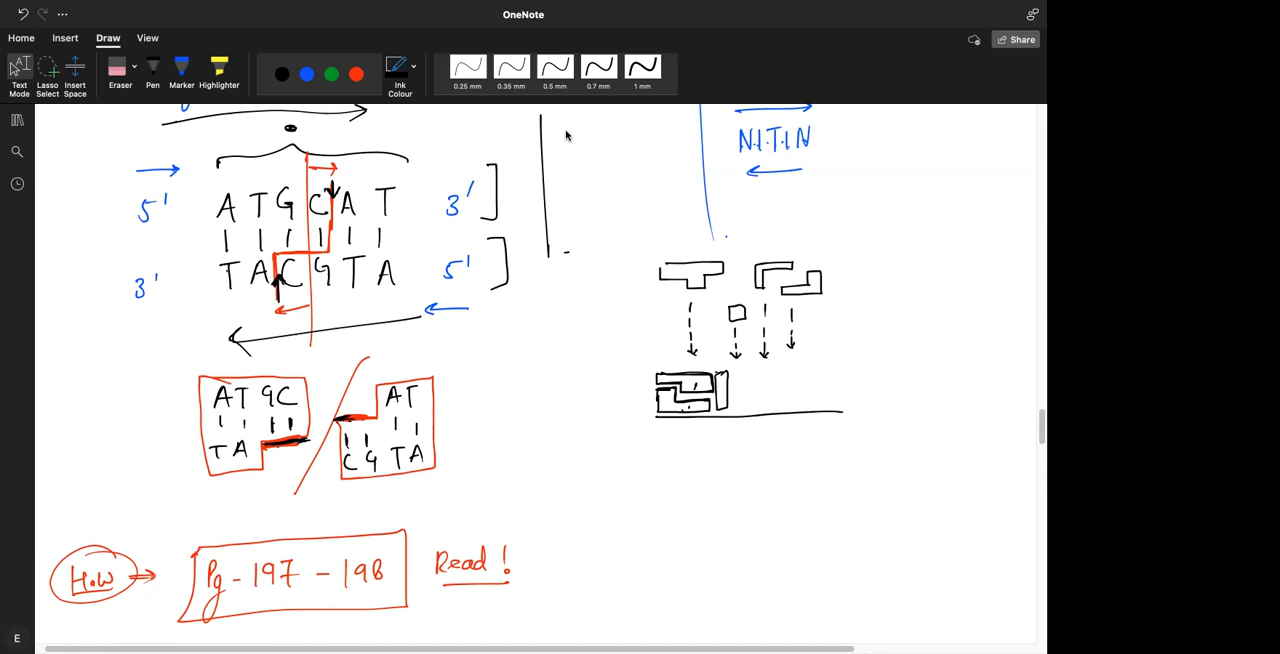 OneNote
Home Insert Draw View
Share
Text Mode
Lasso Select
Insert Space
Eraser
Pen
Marker
Highlighter
Ink Colour
0.25 mm
0.35 mm
0.5 mm
0.7 mm
1 mm
N.I.T.I.N
5' A T G C A T 3'
3' T A C G T A 5'
AT GC
TA
AT
C G T A
H.W
Pg - 197 - 198
Read !
E